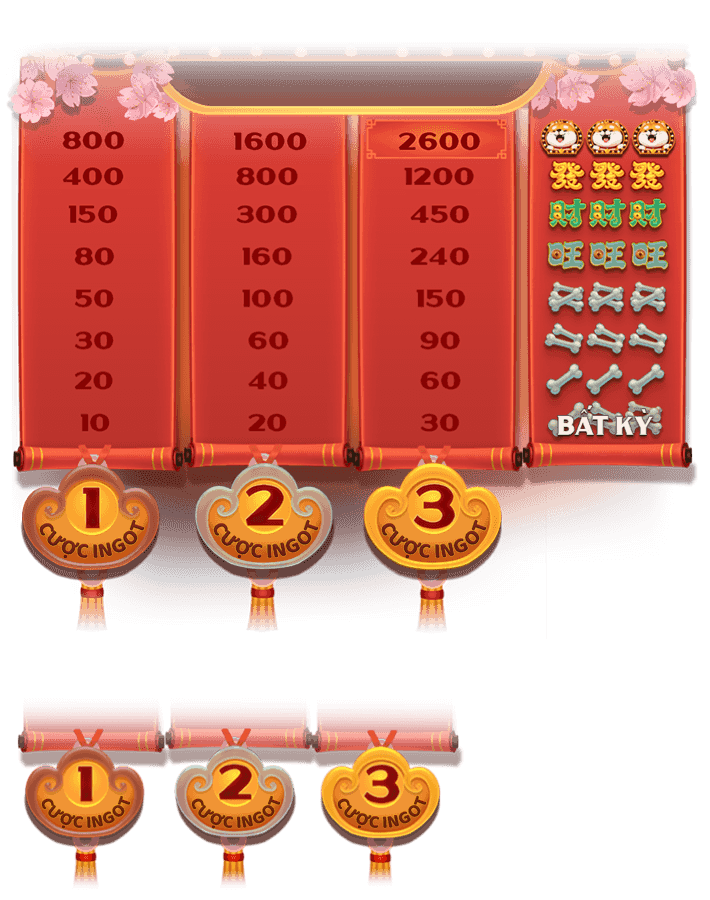 800 1600 2600
400 800 1200 發 發 發
150 300 450 財 財 財
80 160 240 旺 旺 旺
50 100 150
30 60 90
20 40 60
10 20 30 BẤT KỲ
1 2 3
CƯỢC INGOT CƯỢC INGOT CƯỢC INGOT
1 2 3
CƯỢC INGOT CƯỢC INGOT CƯỢC INGOT